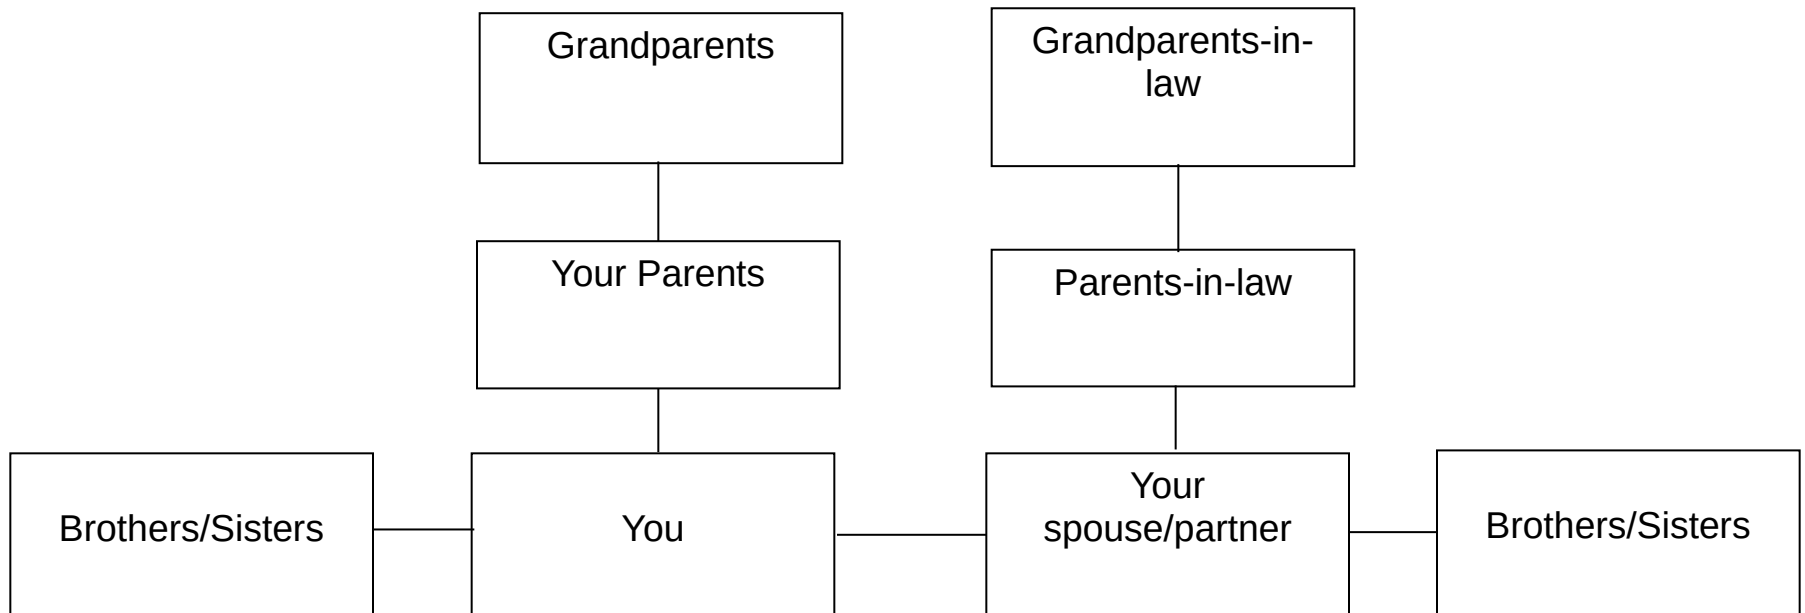 Grandparents
Grandparents-in-
law
Your Parents
Parents-in-law
Brothers/Sisters
You
Your
spouse/partner
Brothers/Sisters